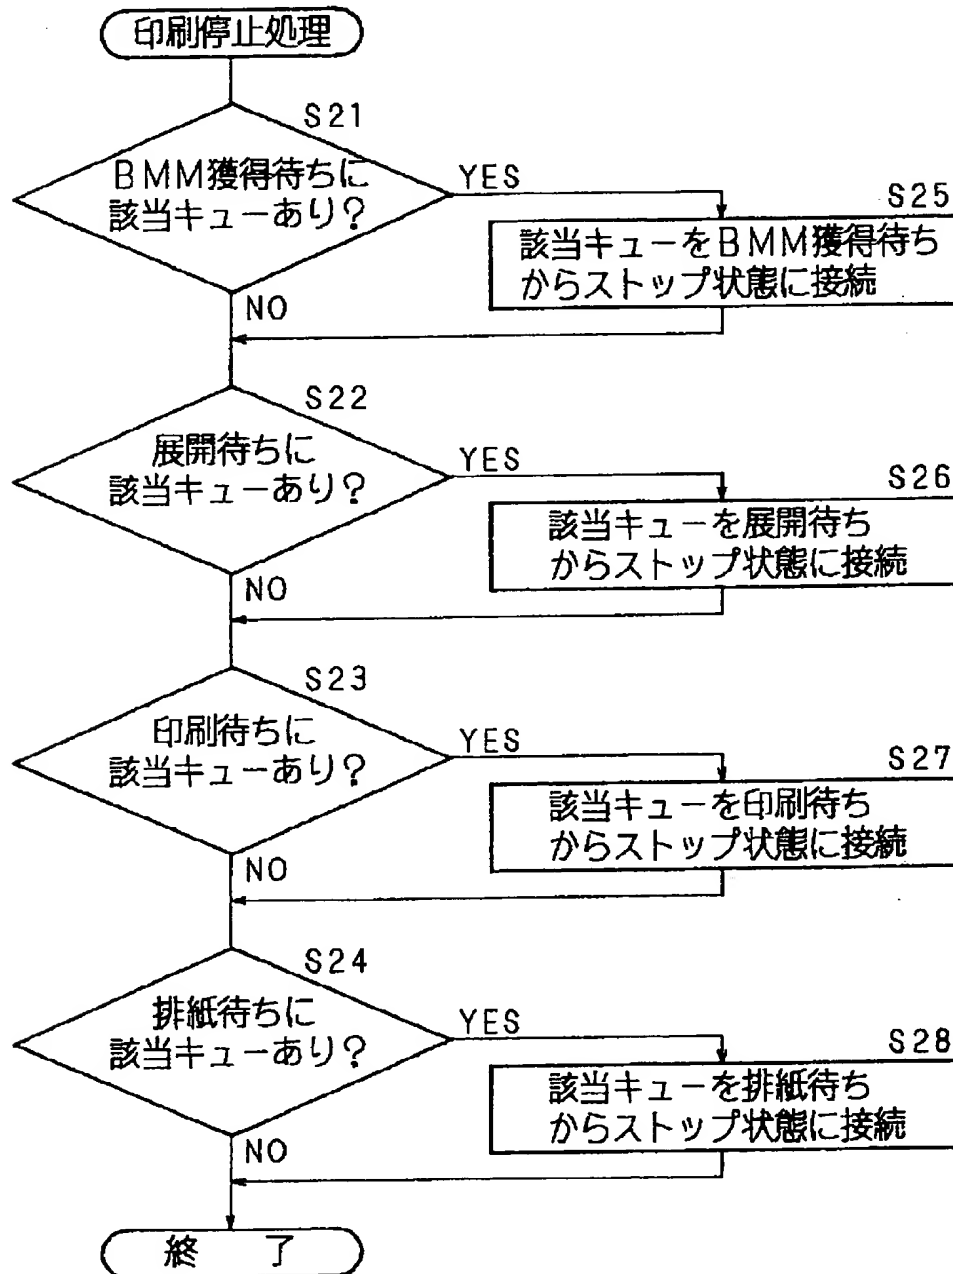 印刷停止処理
S21
BMM獲得待ちに
該当キューあり?
YES
S25
該当キューをBMM獲得待ち
からストップ状態に接続
NO
S22
展開待ちに
該当キューあり?
YES
S26
該当キューを展開待ち
からストップ状態に接続
NO
S23
印刷待ちに
該当キューあり?
YES
S27
該当キューを印刷待ち
からストップ状態に接続
NO
S24
排紙待ちに
該当キューあり?
YES
S28
該当キューを排紙待ち
からストップ状態に接続
NO
終 了